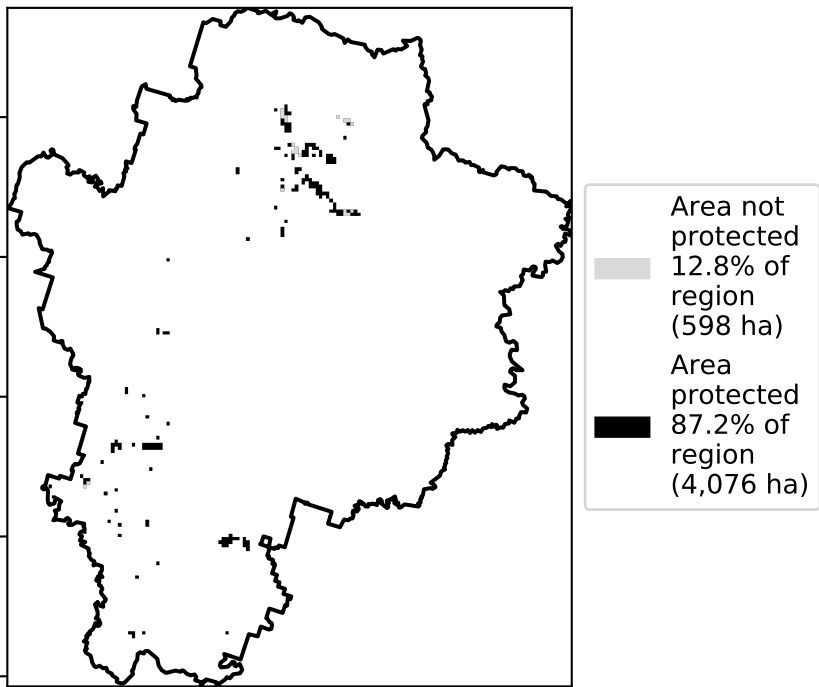 Area not
protected
12.8% of
region
(598 ha)
Area
protected
87.2% of
region
(4,076 ha)